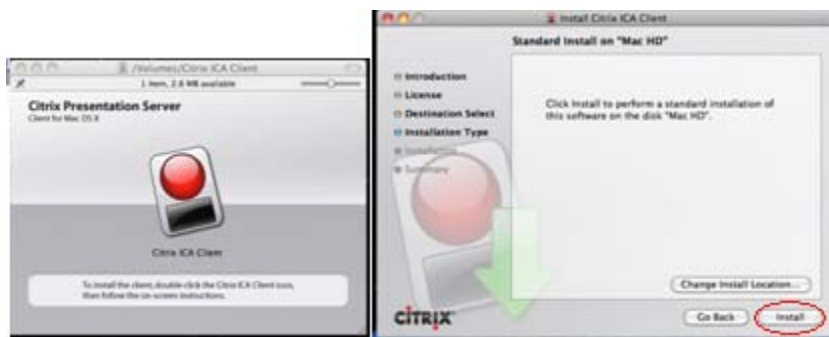 /Volumes/Citrix ICA Client
1 item, 2.8 MB available
Citrix Presentation Server
Client for Mac OS X
Citrix ICA Client
To install the client, double-click the Citrix ICA Client icon,
then follow the on-screen instructions.
Install Citrix ICA Client
Standard Install on "Mac HD"
Introduction
License
Destination Select
Installation Type
Installation
Summary
Click Install to perform a standard installation of
this software on the disk "Mac HD".
Change Install Location...
CITRIX
Go Back
Install